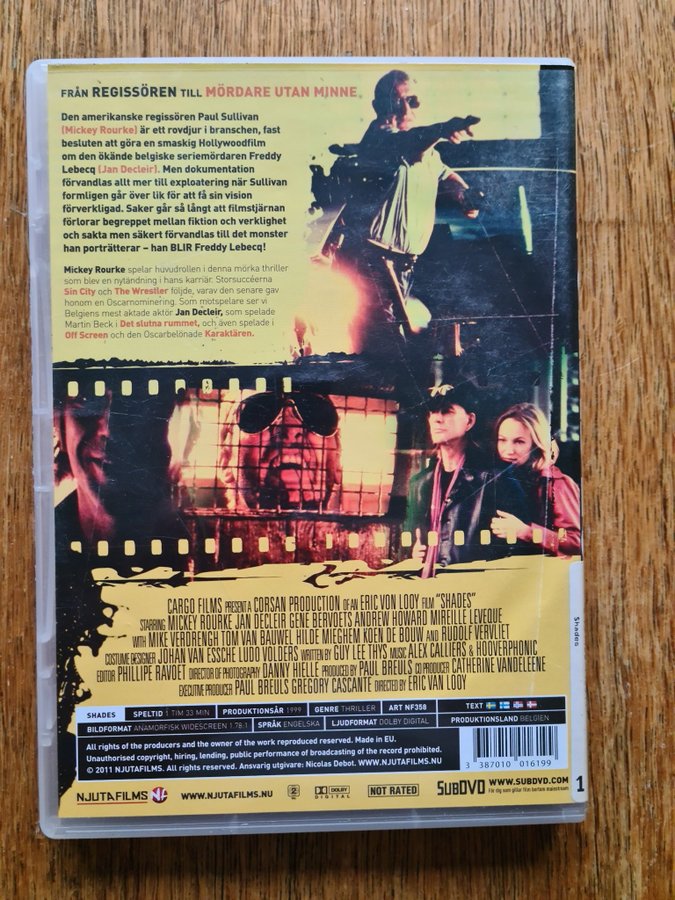 FRÅN REGISSÖREN TILL MÖRDARE UTAN MINNE
Den amerikanske regissören Paul Sullivan
(Mickey Rourke) är ett rovdjur i branschen, fast
besluten att göra en smaskig Hollywoodfilm
om den ökände belgiske seriemördaren Freddy
Lebecq (Jan Decleir). Men dokumentation
förvandlas allt mer till exploatering när Sullivan
formligen går över lik för att få sin vision
förverkligad. Saker går så långt att filmstjärnan
förlorar begreppet mellan fiktion och verklighet
och sakta men säkert förvandlas till det monster
han porträtterar – han BLIR Freddy Lebecq!
Mickey Rourke spelar huvudrollen i denna mörka thriller
som blev en nytändning i hans karriär. Storsuccéerna
Sin City och The Wrestler följde, varav den senare gav
honom en Oscarnominering. Som motspelare ser vi
Belgiens mest aktade aktör Jan Decleir, som spelade
Martin Beck i Det slutna rummet, och även spelade i
Off Screen och den Oscarbelönade Karaktären.
CARGO FILMS PRESENT A CORSAN PRODUCTION OF AN ERIC VON LOOY FILM "SHADES"
STARRING MICKEY ROURKE JAN DECLEIR GENE BERVOETS ANDREW HOWARD MIREILLE LEVEQUE
WITH MIKE VERDRENGH TOM VAN BAUWEL HILDE MIEGHEM KOEN DE BOUW AND RUDOLF VERVLIET
COSTUME DESIGNER JOHAN VAN ESSCHE LUDO VOLDERS WRITTEN BY GUY LEE THYS MUSIC ALEX CALLIERS & HOOVERPHONIC
EDITOR PHILLIPE RAVOET DIRECTOR OF PHOTOGRAPHY DANNY HIELLE PRODUCED BY PAUL BREULS CO PRODUCER CATHERINE VANDELEENE
EXECUTIVE PRODUCER PAUL BREULS GREGORY CASCANTE DIRECTED BY ERIC VAN LOOY
SHADES SPELTID 1 TIM 33 MIN PRODUKTIONSÅR 1999 GENRE THRILLER ART NF358 TEXT
BILDFORMAT ANAMORFISK WIDESCREEN 1.78:1 SPRÅK ENGELSKA LJUDFORMAT DOLBY DIGITAL PRODUKTIONSLAND BELGIEN
All rights of the producers and the owner of the work reproduced reserved. Made in EU.
Unauthorised copyright, hiring, lending, public performance of broadcasting of the record prohibited.
© 2011 NJUTAFILMS. All rights reserved. Ansvarig utgivare: Nicolas Debot. WWW.NJUTAFILMS.NU
3 387010 016199
NJUTAFILMS NF WWW.NJUTAFILMS.NU 2 DOLBY DIGITAL NOT RATED SUBDVD WWW.SUBDVD.COM
För dig som gillar film bortom mainstream
Shades
1